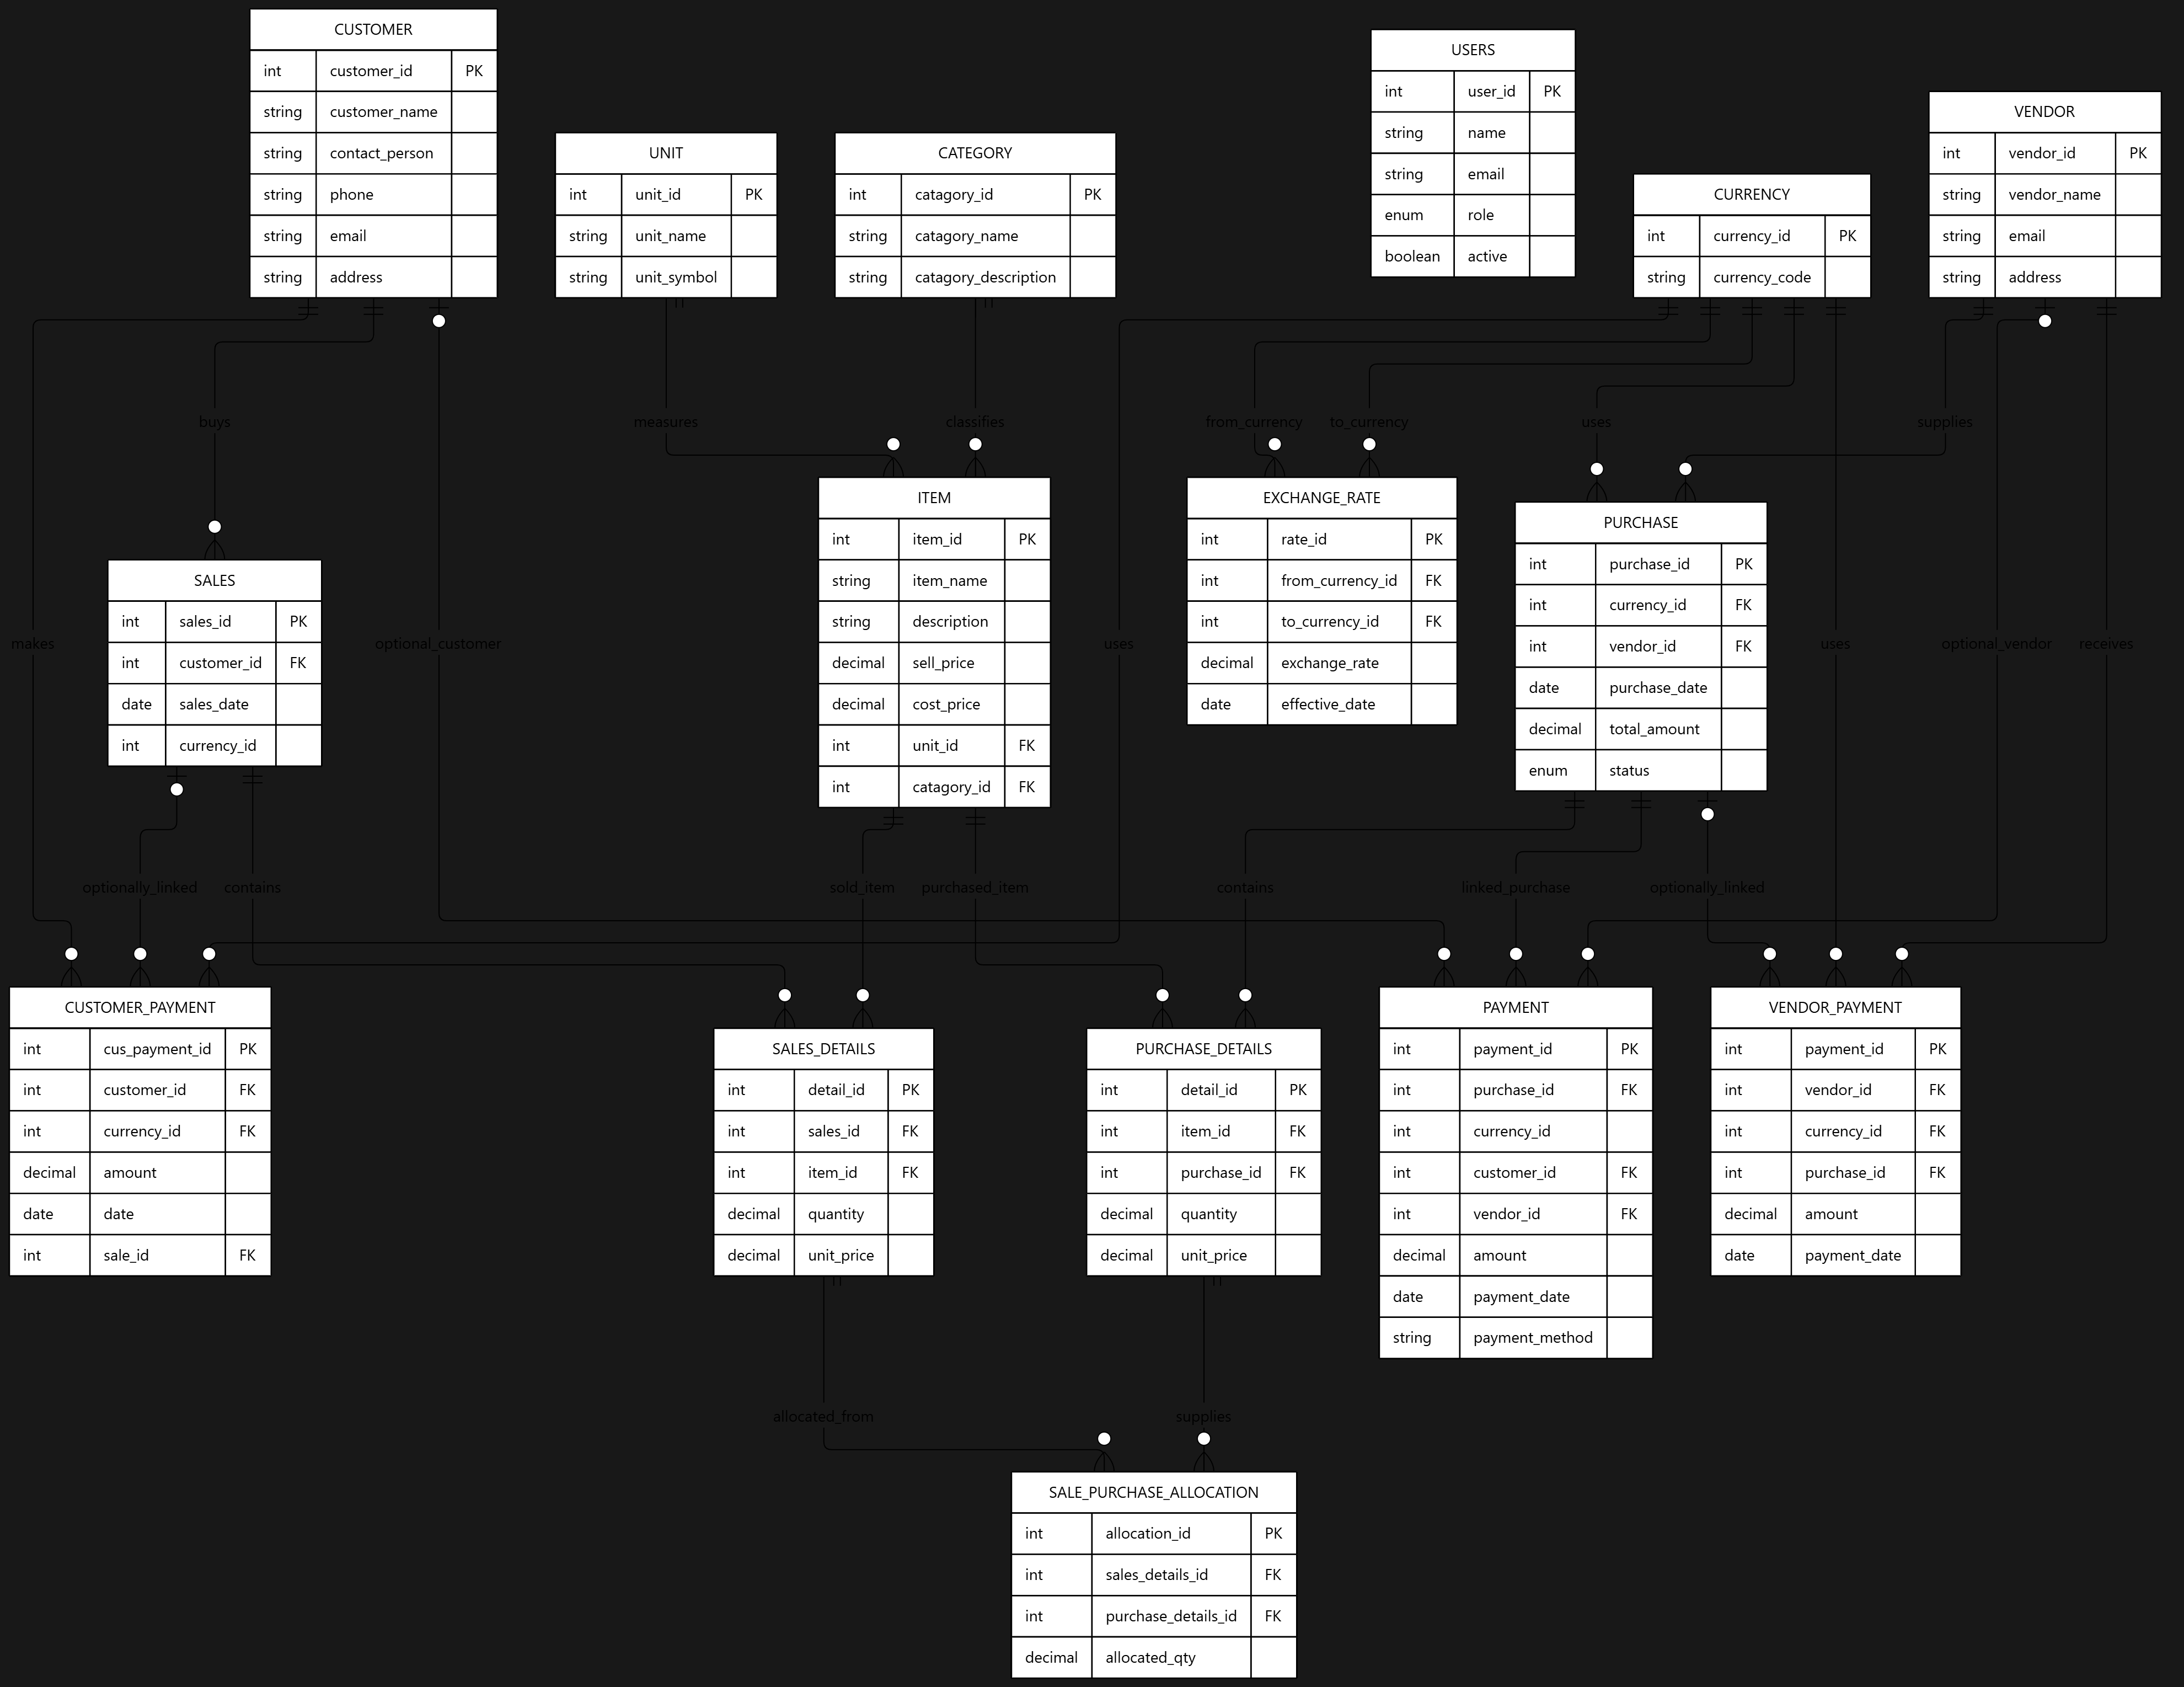 CUSTOMER
int customer_id PK
string customer_name
string contact_person
string phone
string email
string address
UNIT
int unit_id PK
string unit_name
string unit_symbol
CATEGORY
int catagory_id PK
string catagory_name
string catagory_description
USERS
int user_id PK
string name
string email
enum role
boolean active
CURRENCY
int currency_id PK
string currency_code
VENDOR
int vendor_id PK
string vendor_name
string email
string address
buys
measures
classifies
from_currency
to_currency
uses
supplies
SALES
int sales_id PK
int customer_id FK
date sales_date
int currency_id
ITEM
int item_id PK
string item_name
string description
decimal sell_price
decimal cost_price
int unit_id FK
int catagory_id FK
EXCHANGE_RATE
int rate_id PK
int from_currency_id FK
int to_currency_id FK
decimal exchange_rate
date effective_date
PURCHASE
int purchase_id PK
int currency_id FK
int vendor_id FK
date purchase_date
decimal total_amount
enum status
makes
optional_customer
uses
uses
optional_vendor
receives
optionally_linked
contains
sold_item
purchased_item
contains
linked_purchase
optionally_linked
CUSTOMER_PAYMENT
int cus_payment_id PK
int customer_id FK
int currency_id FK
decimal amount
date date
int sale_id FK
SALES_DETAILS
int detail_id PK
int sales_id FK
int item_id FK
decimal quantity
decimal unit_price
PURCHASE_DETAILS
int detail_id PK
int item_id FK
int purchase_id FK
decimal quantity
decimal unit_price
PAYMENT
int payment_id PK
int purchase_id FK
int currency_id
int customer_id FK
int vendor_id FK
decimal amount
date payment_date
string payment_method
VENDOR_PAYMENT
int payment_id PK
int vendor_id FK
int currency_id FK
int purchase_id FK
decimal amount
date payment_date
allocated_from
supplies
SALE_PURCHASE_ALLOCATION
int allocation_id PK
int sales_details_id FK
int purchase_details_id FK
decimal allocated_qty